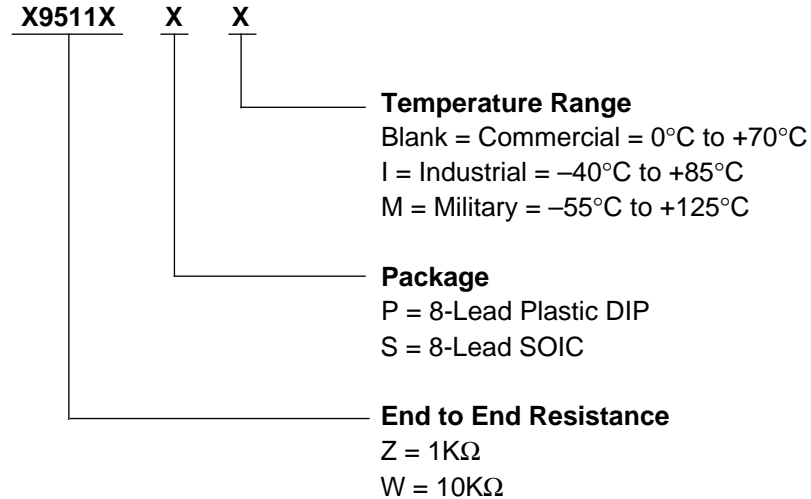 X9511X X X
Temperature Range
Blank = Commercial = 0°C to +70°C
I = Industrial = –40°C to +85°C
M = Military = –55°C to +125°C
Package
P = 8-Lead Plastic DIP
S = 8-Lead SOIC
End to End Resistance
Z = 1KΩ
W = 10KΩ